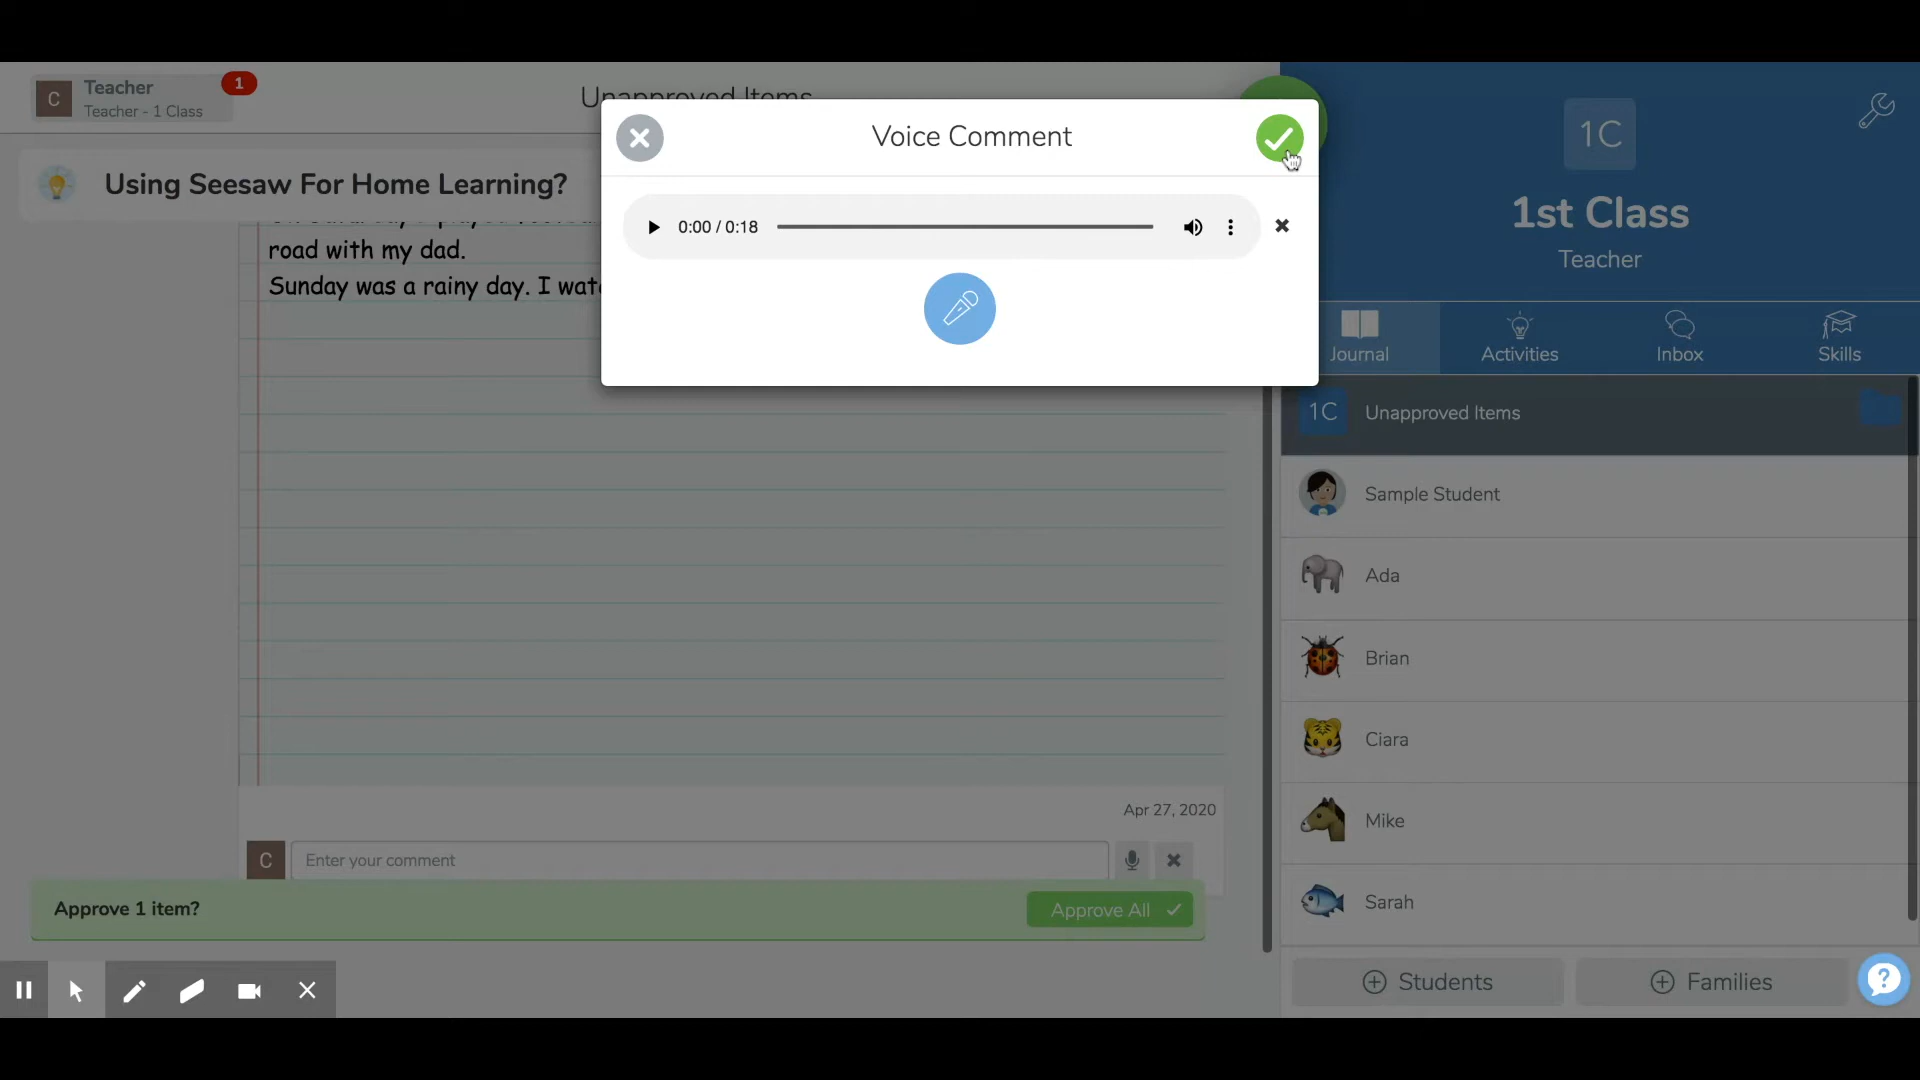 C
Teacher
Teacher - 1 Class
1
Unapproved Items
Using Seesaw For Home Learning?
road with my dad.
Sunday was a rainy day. I
Voice Comment
0:00 / 0:18
1C
1st Class
Teacher
Journal
Activities
Inbox
Skills
1C
Unapproved Items
Sample Student
Ada
Brian
Ciara
Mike
Sarah
Apr 27, 2020
C
Enter your comment
Approve 1 item?
Approve All
Students
Families
?